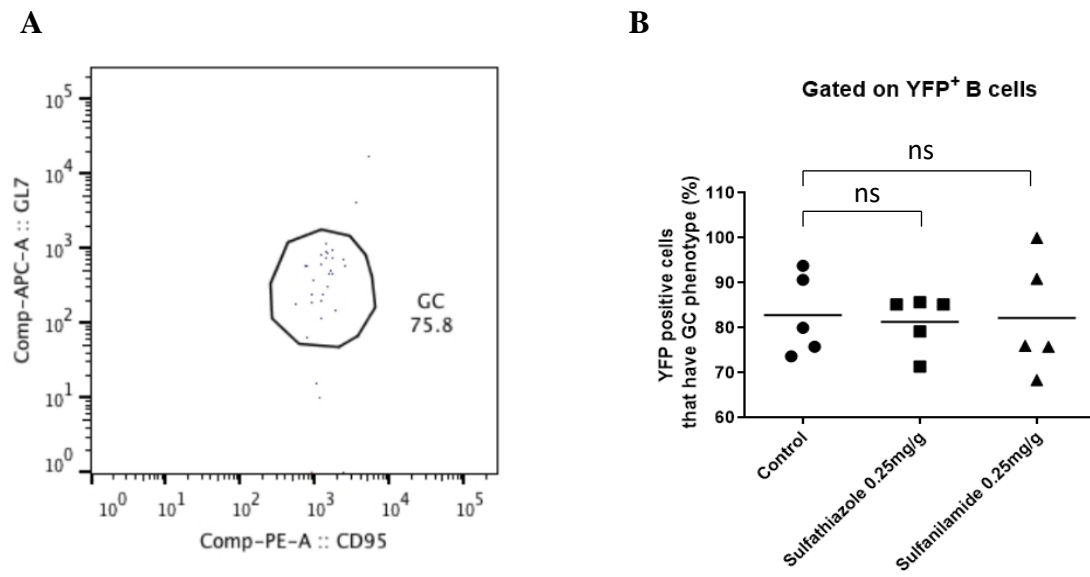 A
10^5
10^4
10^3
10^2
10^1
10^0
Comp-APC-A :: GL7
GC
75.8
10^0 10^1 10^2 10^3 10^4 10^5
Comp-PE-A :: CD95
B
Gated on YFP^+ B cells
ns
ns
YFP positive cells
that have GC phenotype (%)
110
100
90
80
70
60
Control
Sulfathiazole 0.25mg/g
Sulfanilamide 0.25mg/g